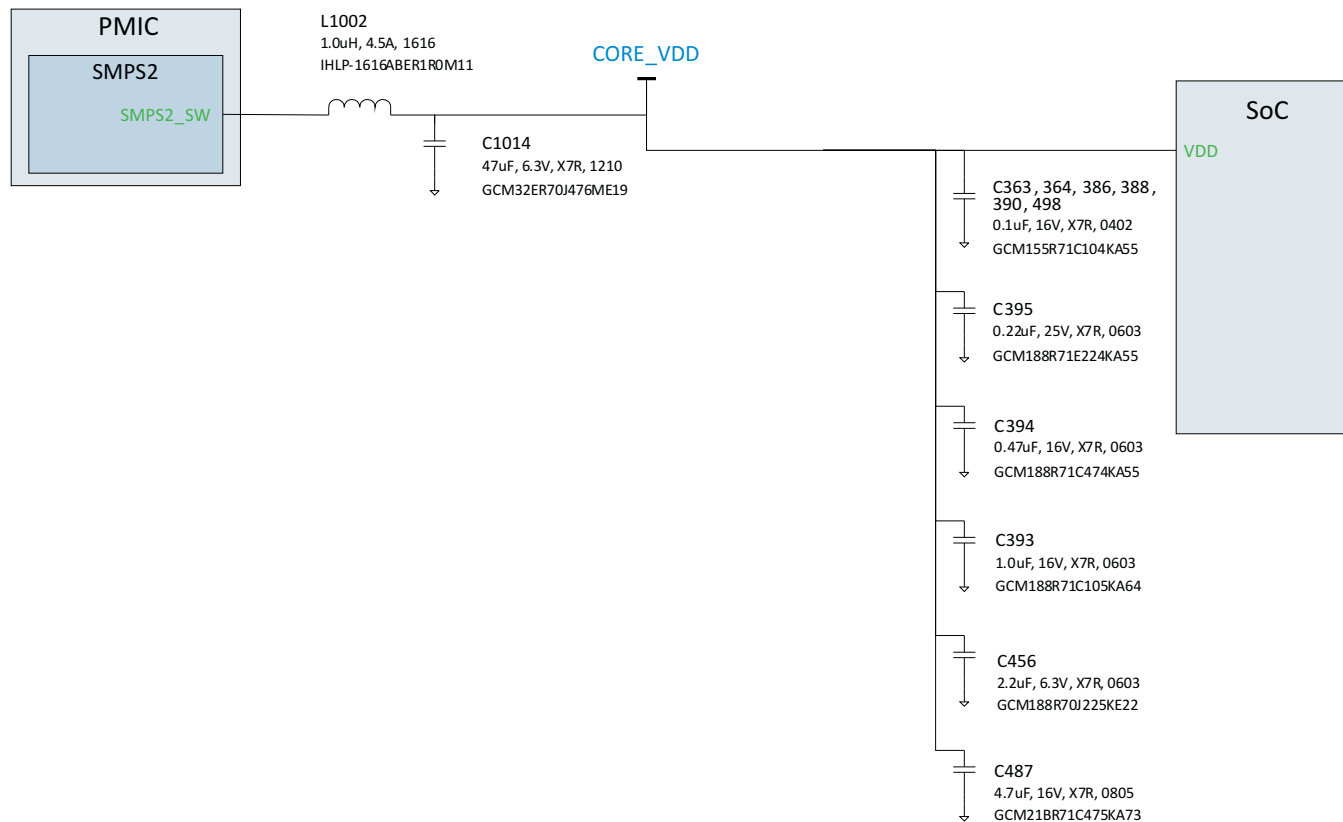 PMIC
SMPS2
SMPS2_SW
L1002
1.0uH, 4.5A, 1616
IHLP-1616ABER1R0M11
CORE_VDD
C1014
47uF, 6.3V, X7R, 1210
GCM32ER70J476ME19
SoC
VDD
C363, 364, 386, 388,
390, 498
0.1uF, 16V, X7R, 0402
GCM155R71C104KA55
C395
0.22uF, 25V, X7R, 0603
GCM188R71E224KA55
C394
0.47uF, 16V, X7R, 0603
GCM188R71C474KA55
C393
1.0uF, 16V, X7R, 0603
GCM188R71C105KA64
C456
2.2uF, 6.3V, X7R, 0603
GCM188R70J225KE22
C487
4.7uF, 16V, X7R, 0805
GCM21BR71C475KA73